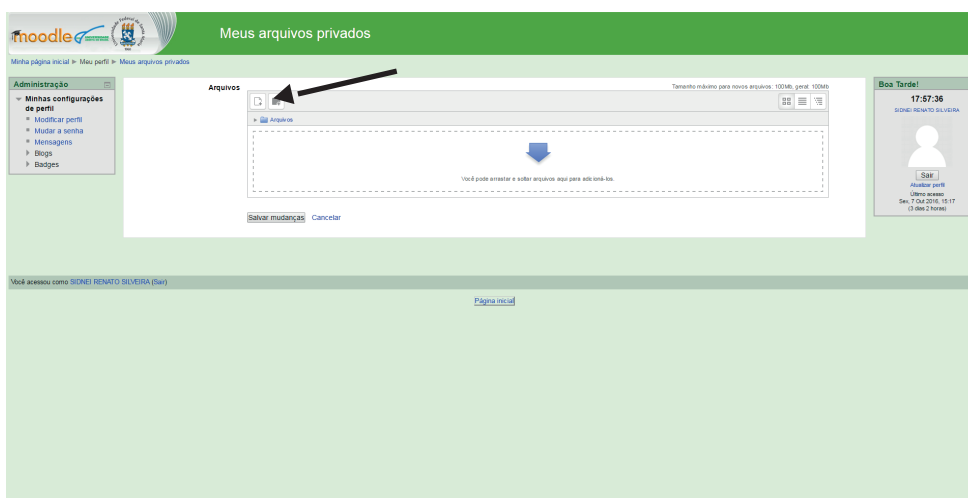 moodle
Meus arquivos privados
Minha página inicial ► Meu perfil ► Meus arquivos privados
Administração
Minhas configurações de perfil
Modificar perfil
Mudar a senha
Mensagens
Blogs
Badges
Arquivos
Tamanho máximo para novos arquivos: 100Mb, geral: 100Mb
Arquivos
Você pode arrastar e soltar arquivos aqui para adicioná-los.
Salvar mudanças Cancelar
Boa Tarde!
17:57:36
SIDNEI RENATO SILVEIRA
Sair
Atualizar perfil
Último acesso
Sex, 7 Out 2016, 15:17
(3 dias 2 horas)
Você acessou como SIDNEI RENATO SILVEIRA (Sair)
Página inicial